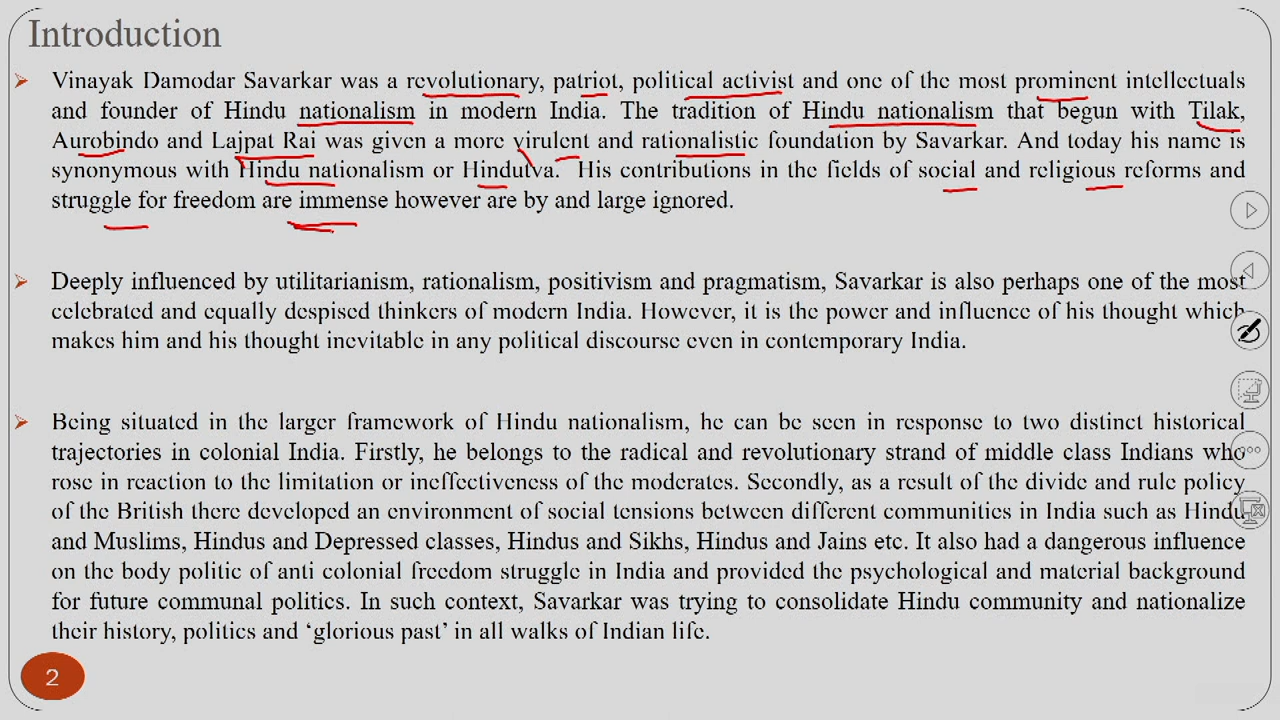 Introduction
Vinayak Damodar Savarkar was a revolutionary, patriot, political activist and one of the most prominent intellectuals
and founder of Hindu nationalism in modern India. The tradition of Hindu nationalism that begun with Tilak,
Aurobindo and Lajpat Rai was given a more virulent and rationalistic foundation by Savarkar. And today his name is
synonymous with Hindu nationalism or Hindutva. His contributions in the fields of social and religious reforms and
struggle for freedom are immense however are by and large ignored.
Deeply influenced by utilitarianism, rationalism, positivism and pragmatism, Savarkar is also perhaps one of the most
celebrated and equally despised thinkers of modern India. However, it is the power and influence of his thought which
makes him and his thought inevitable in any political discourse even in contemporary India.
Being situated in the larger framework of Hindu nationalism, he can be seen in response to two distinct historical
trajectories in colonial India. Firstly, he belongs to the radical and revolutionary strand of middle class Indians who
rose in reaction to the limitation or ineffectiveness of the moderates. Secondly, as a result of the divide and rule policy
of the British there developed an environment of social tensions between different communities in India such as Hindu
and Muslims, Hindus and Depressed classes, Hindus and Sikhs, Hindus and Jains etc. It also had a dangerous influence
on the body politic of anti colonial freedom struggle in India and provided the psychological and material background
for future communal politics. In such context, Savarkar was trying to consolidate Hindu community and nationalize
their history, politics and ‘glorious past’ in all walks of Indian life.
2